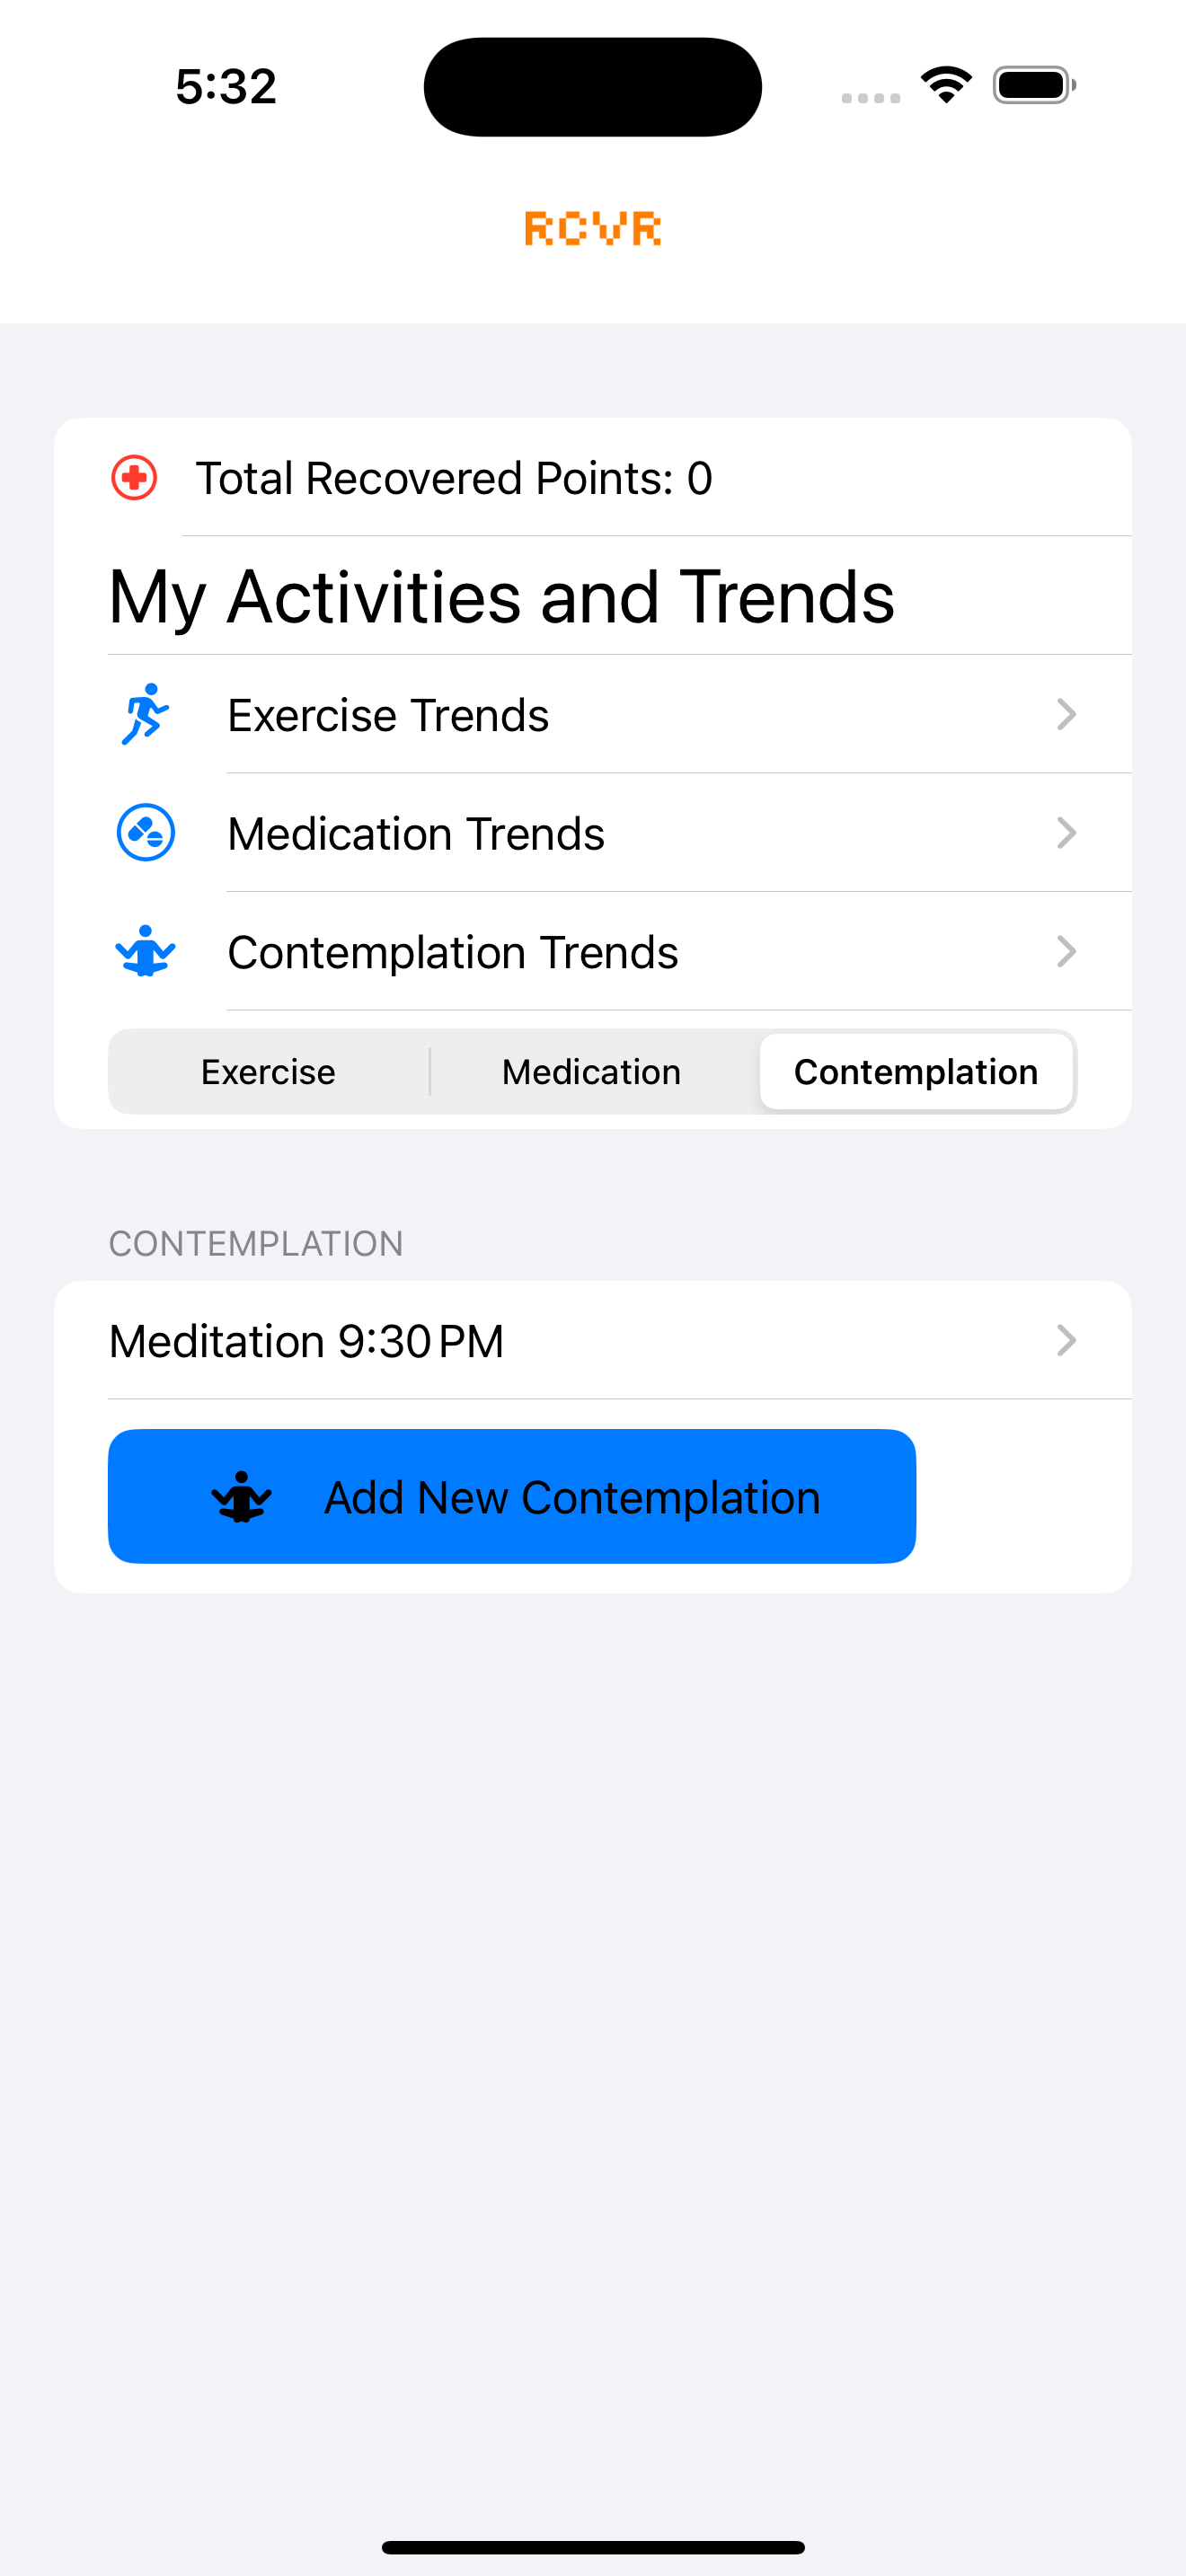 5:32
RCVR
Total Recovered Points: 0
My Activities and Trends
Exercise Trends
Medication Trends
Contemplation Trends
Exercise Medication Contemplation
CONTEMPLATION
Meditation 9:30 PM
Add New Contemplation